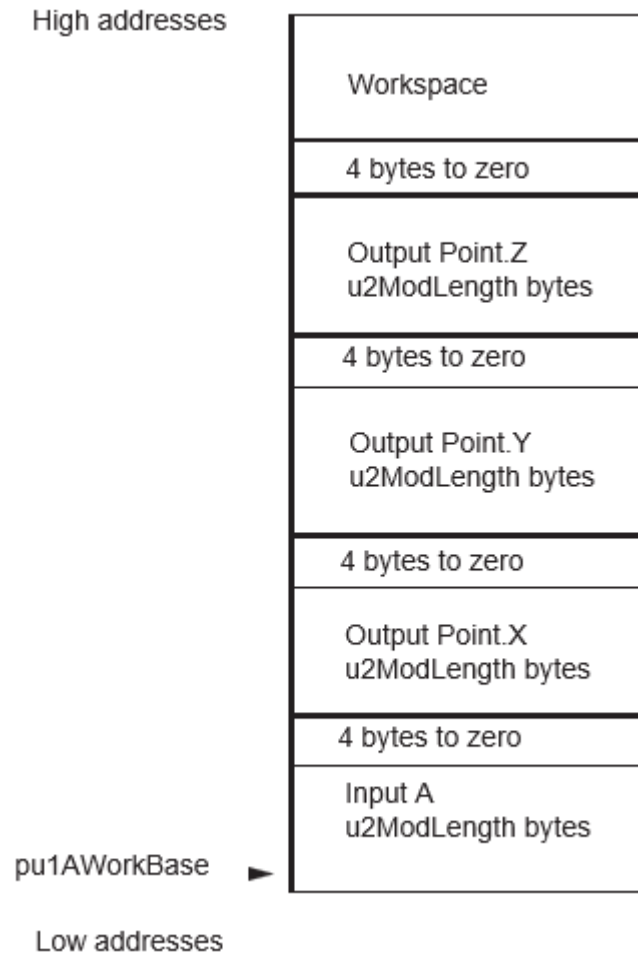 High addresses
Workspace
4 bytes to zero
Output Point.Z
u2ModLength bytes
4 bytes to zero
Output Point.Y
u2ModLength bytes
4 bytes to zero
Output Point.X
u2ModLength bytes
4 bytes to zero
Input A
u2ModLength bytes
pu1AWorkBase
Low addresses